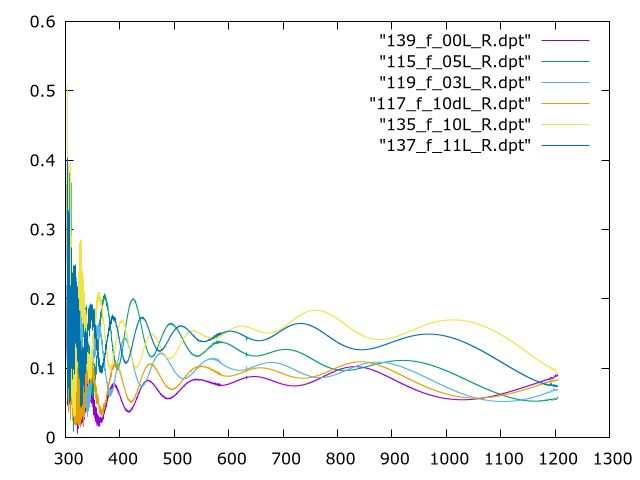 0.6
0.5
0.4
0.3
0.2
0.1
0
300 400 500 600 700 800 900 1000 1100 1200 1300
"139_f_00L_R.dpt"
"115_f_05L_R.dpt"
"119_f_03L_R.dpt"
"117_f_10dL_R.dpt"
"135_f_10L_R.dpt"
"137_f_11L_R.dpt"